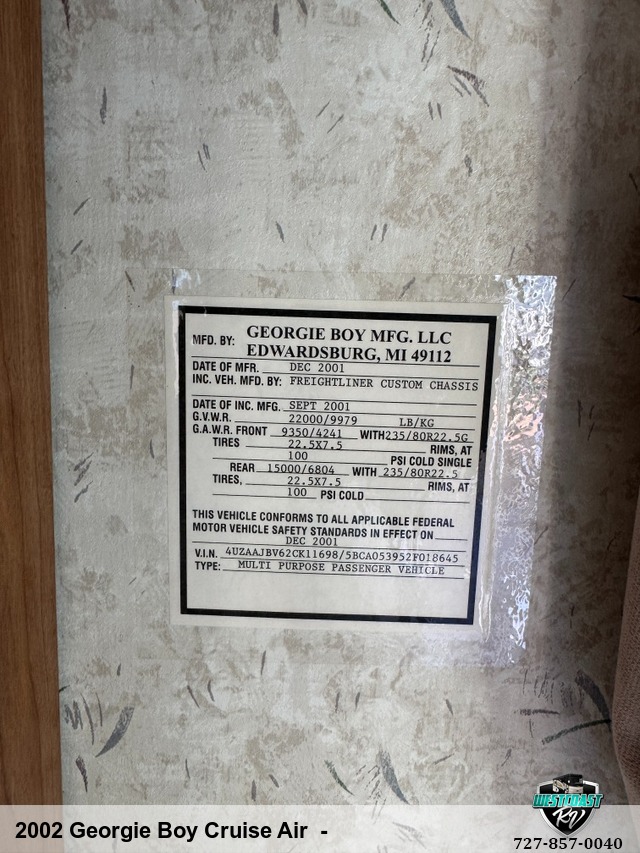 MFD. BY: GEORGIE BOY MFG. LLC
EDWARDSBURG, MI 49112
DATE OF MFR. DEC 2001
INC. VEH. MFD. BY: FREIGHTLINER CUSTOM CHASSIS
DATE OF INC. MFG. SEPT 2001
G.V.W.R. 22000/9979 LB/KG
G.A.W.R. FRONT 9350/4241 WITH 235/80R22.5G
TIRES 22.5X7.5 RIMS, AT
100 PSI COLD SINGLE
REAR 15000/6804 WITH 235/80R22.5
TIRES, 22.5X7.5 RIMS, AT
100 PSI COLD
THIS VEHICLE CONFORMS TO ALL APPLICABLE FEDERAL
MOTOR VEHICLE SAFETY STANDARDS IN EFFECT ON
DEC 2001
V.I.N. 4UZAAJBV62CK11698/5BCA053952F018645
TYPE: MULTI PURPOSE PASSENGER VEHICLE
2002 Georgie Boy Cruise Air -
WESTCOAST
RV
727-857-0040